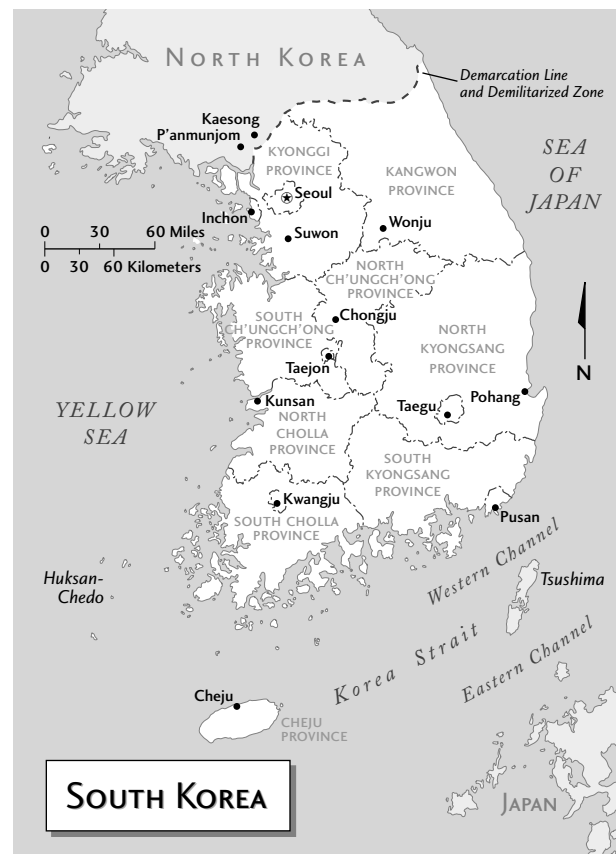 NORTH KOREA
Demarcation Line
and Demilitarized Zone
Kaesong
P'anmunjom
KYONGGI
PROVINCE
KANGWON
PROVINCE
SEA
OF
JAPAN
Seoul
Inchon
Suwon
Wonju
0 30 60 Miles
0 30 60 Kilometers
NORTH
CH'UNGCH'ONG
PROVINCE
SOUTH
CH'UNGCH'ONG
PROVINCE
Chongju
Taejon
NORTH
KYONGSANG
PROVINCE
N
YELLOW
SEA
Kunsan
Taegu
Pohang
NORTH
CHOLLA
PROVINCE
SOUTH
KYONGSANG
PROVINCE
Kwangju
SOUTH CHOLLA
PROVINCE
Pusan
Huksan-
Chedo
Western Channel
Tsushima
Korea Strait
Eastern Channel
Cheju
CHEJU
PROVINCE
SOUTH KOREA
JAPAN